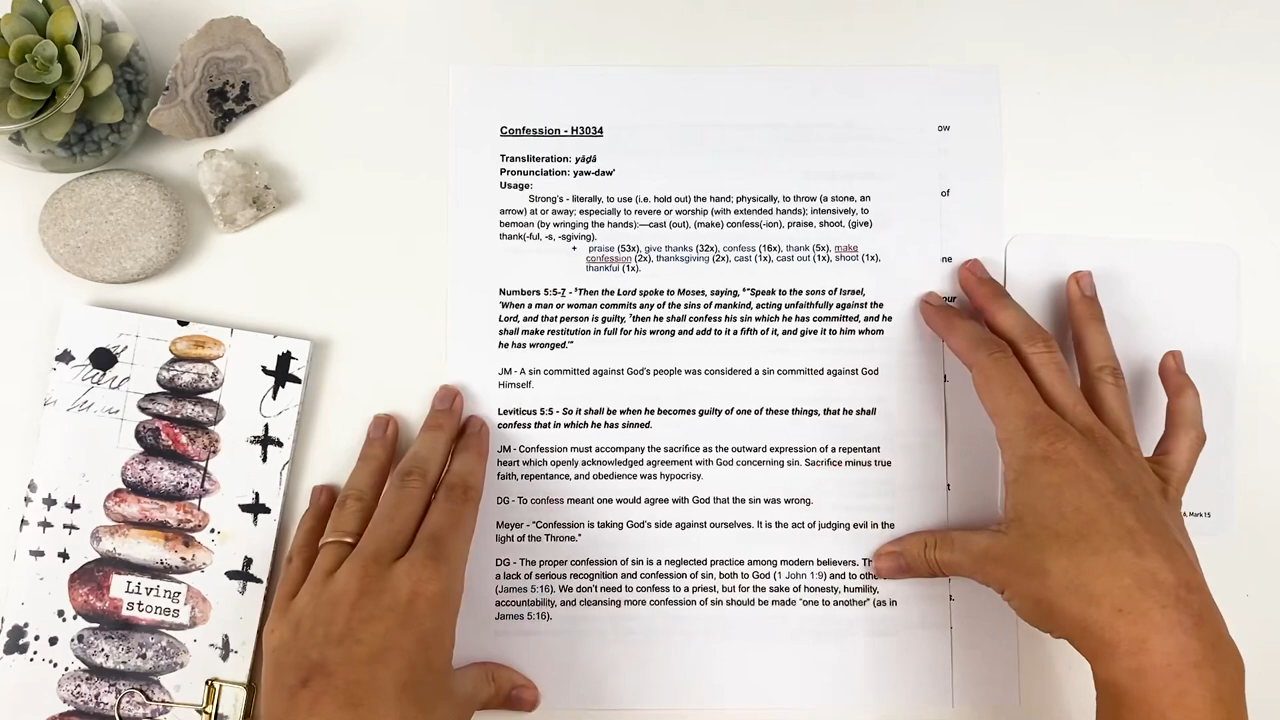 Confession - H3034
Transliteration: yāḏâ
Pronunciation: yaw-daw'
Usage:
Strong's - literally, to use (i.e. hold out) the hand; physically, to throw (a stone, an
arrow) at or away; especially to revere or worship (with extended hands); intensively, to
bemoan (by wringing the hands):—cast (out), (make) confess(-ion), praise, shoot, (give)
thank(-ful, -s, -sgiving).
+ praise (53x), give thanks (32x), confess (16x), thank (5x), make
confession (2x), thanksgiving (2x), cast (1x), cast out (1x), shoot (1x),
thankful (1x).
Numbers 5:5-7 - ⁵Then the Lord spoke to Moses, saying, ⁶"Speak to the sons of Israel,
'When a man or woman commits any of the sins of mankind, acting unfaithfully against the
Lord, and that person is guilty, ⁷then he shall confess his sin which he has committed, and he
shall make restitution in full for his wrong and add to it a fifth of it, and give it to him whom
he has wronged.'"
JM - A sin committed against God's people was considered a sin committed against God
Himself.
Leviticus 5:5 - So it shall be when he becomes guilty of one of these things, that he shall
confess that in which he has sinned.
JM - Confession must accompany the sacrifice as the outward expression of a repentant
heart which openly acknowledged agreement with God concerning sin. Sacrifice minus true
faith, repentance, and obedience was hypocrisy.
DG - To confess meant one would agree with God that the sin was wrong.
Meyer - "Confession is taking God's side against ourselves. It is the act of judging evil in the
light of the Throne."
DG - The proper confession of sin is a neglected practice among modern believers. Th
a lack of serious recognition and confession of sin, both to God (1 John 1:9) and to othe
(James 5:16). We don't need to confess to a priest, but for the sake of honesty, humility,
accountability, and cleansing more confession of sin should be made "one to another" (as in
James 5:16).
ow
of
ne
our
6, Mark 15
Living
stones